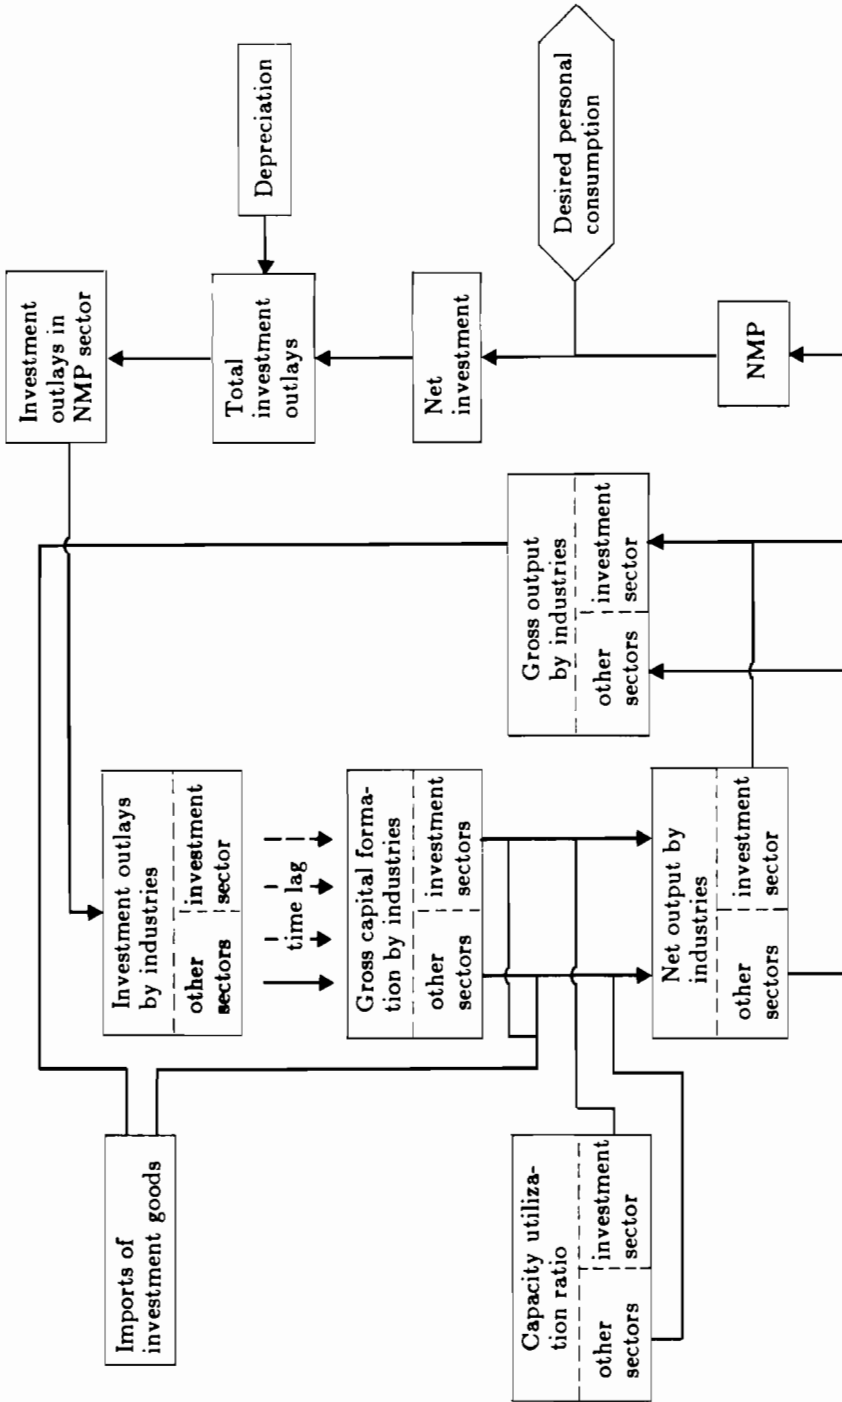 Imports of
investment goods
Investment outlays
by industries
other
sectors
investment
sector
time lag
Gross capital forma-
tion by industries
other
sectors
investment
sectors
Capacity utiliza-
tion ratio
other
sectors
investment
sector
Net output by
industries
other
sectors
investment
sector
Gross output
by industries
other
sectors
investment
sector
Investment
outlays in
NMP sector
Total
investment
outlays
Depreciation
Net
investment
Desired personal
consumption
NMP